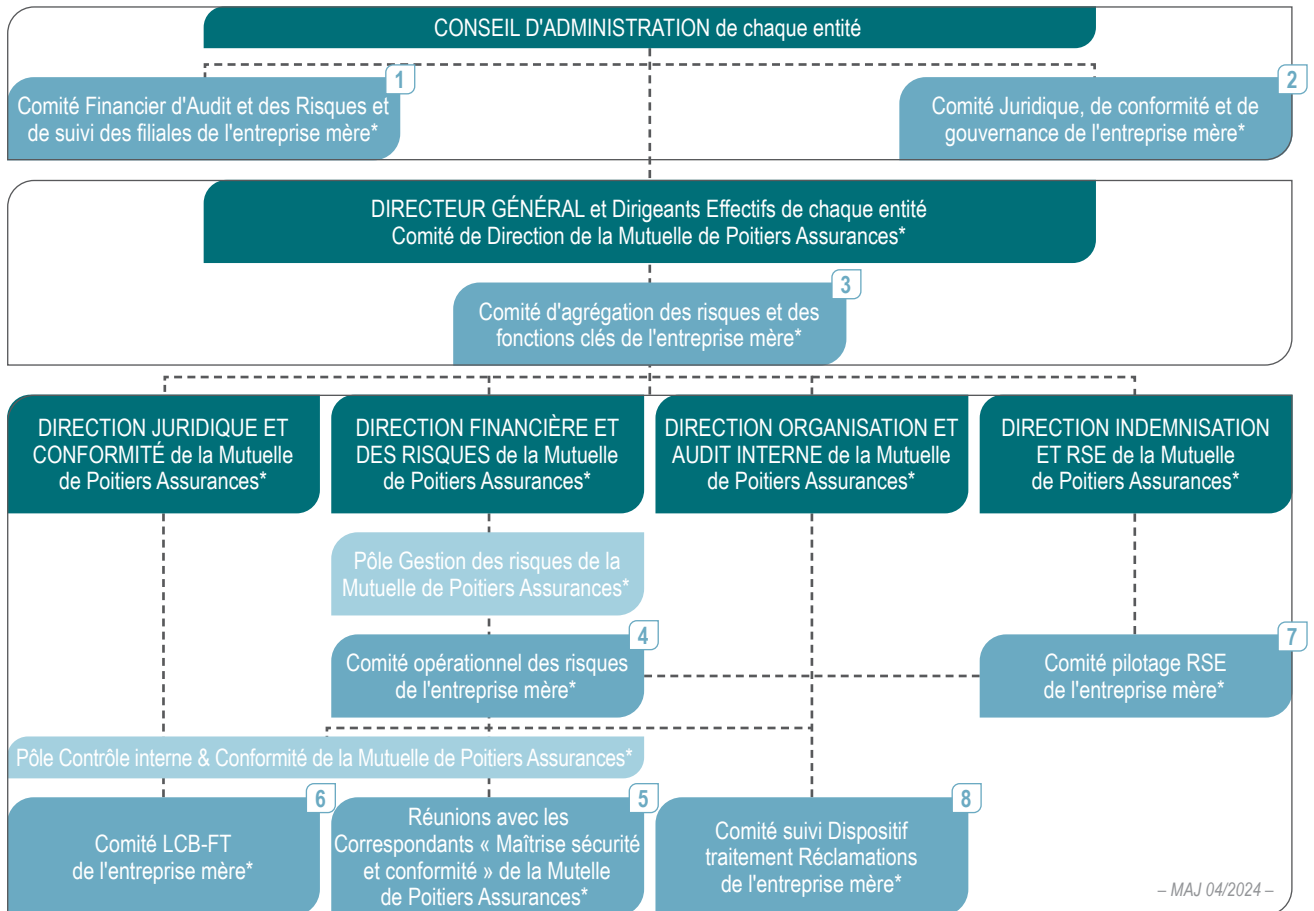 CONSEIL D'ADMINISTRATION de chaque entité
1
Comité Financier d'Audit et des Risques et
de suivi des filiales de l'entreprise mère*
2
Comité Juridique, de conformité et de
gouvernance de l'entreprise mère*
DIRECTEUR GÉNÉRAL et Dirigeants Effectifs de chaque entité
Comité de Direction de la Mutuelle de Poitiers Assurances*
3
Comité d'agrégation des risques et des
fonctions clés de l'entreprise mère*
DIRECTION JURIDIQUE ET
CONFORMITÉ de la Mutuelle
de Poitiers Assurances*
DIRECTION FINANCIÈRE ET
DES RISQUES de la Mutuelle
de Poitiers Assurances*
DIRECTION ORGANISATION ET
AUDIT INTERNE de la Mutuelle
de Poitiers Assurances*
DIRECTION INDEMNISATION
ET RSE de la Mutuelle
de Poitiers Assurances*
Pôle Gestion des risques de la
Mutuelle de Poitiers Assurances*
4
Comité opérationnel des risques
de l'entreprise mère*
7
Comité pilotage RSE
de l'entreprise mère*
Pôle Contrôle interne & Conformité de la Mutuelle de Poitiers Assurances*
6
Comité LCB-FT
de l'entreprise mère*
5
Réunions avec les
Correspondants « Maîtrise sécurité
et conformité » de la Mutelle
de Poitiers Assurances*
8
Comité suivi Dispositif
traitement Réclamations
de l'entreprise mère*
– MAJ 04/2024 –